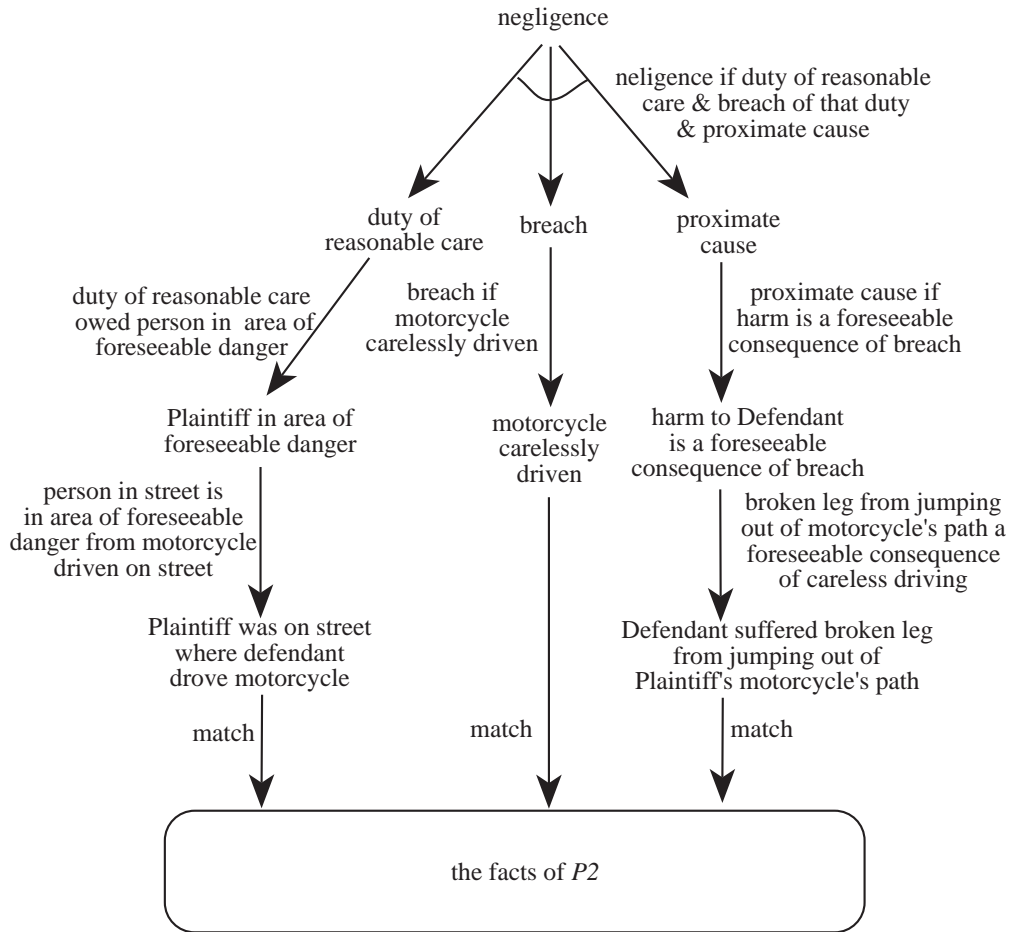 negligence
neligence if duty of reasonable
care & breach of that duty
& proximate cause
duty of
reasonable care
breach
proximate
cause
duty of reasonable care
owed person in area of
foreseeable danger
breach if
motorcycle
carelessly driven
proximate cause if
harm is a foreseeable
consequence of breach
Plaintiff in area of
foreseeable danger
motorcycle
carelessly
driven
harm to Defendant
is a foreseeable
consequence of breach
person in street is
in area of foreseeable
danger from motorcycle
driven on street
broken leg from jumping
out of motorcycle's path a
foreseeable consequence
of careless driving
Plaintiff was on street
where defendant
drove motorcycle
Defendant suffered broken leg
from jumping out of
Plaintiff's motorcycle's path
match
match
match
the facts of P2